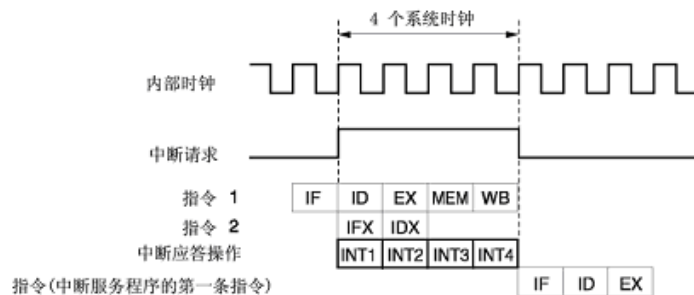 4 个系统时钟
内部时钟
中断请求
指令 1 IF ID EX MEM WB
指令 2 IFX IDX
中断应答操作 INT1 INT2 INT3 INT4
指令(中断服务程序的第一条指令) IF ID EX